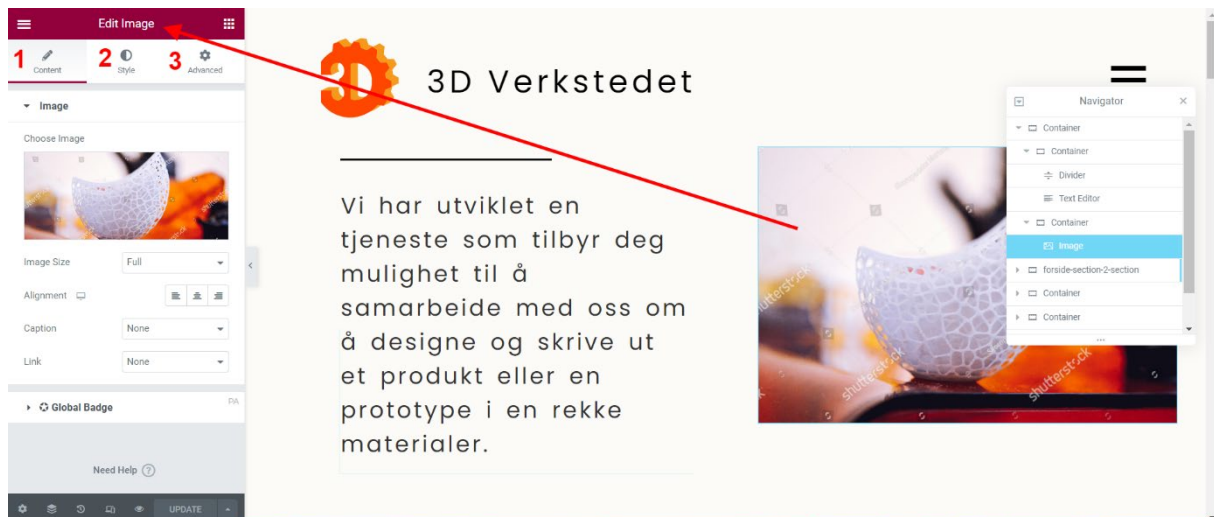 Edit Image
1 Content
2 Style
3 Advanced
Image
Choose Image
Image Size Full
Alignment
Caption None
Link None
Global Badge PA
Need Help ?
UPDATE
3D
3D Verkstedet
Vi har utviklet en
tjeneste som tilbyr deg
mulighet til å
samarbeide med oss om
å designe og skrive ut
et produkt eller en
prototype i en rekke
materialer.
shutterstock
shutterstock
shutterstock
Navigator
Container
Container
Divider
Text Editor
Container
Image
forside-section-2-section
Container
Container